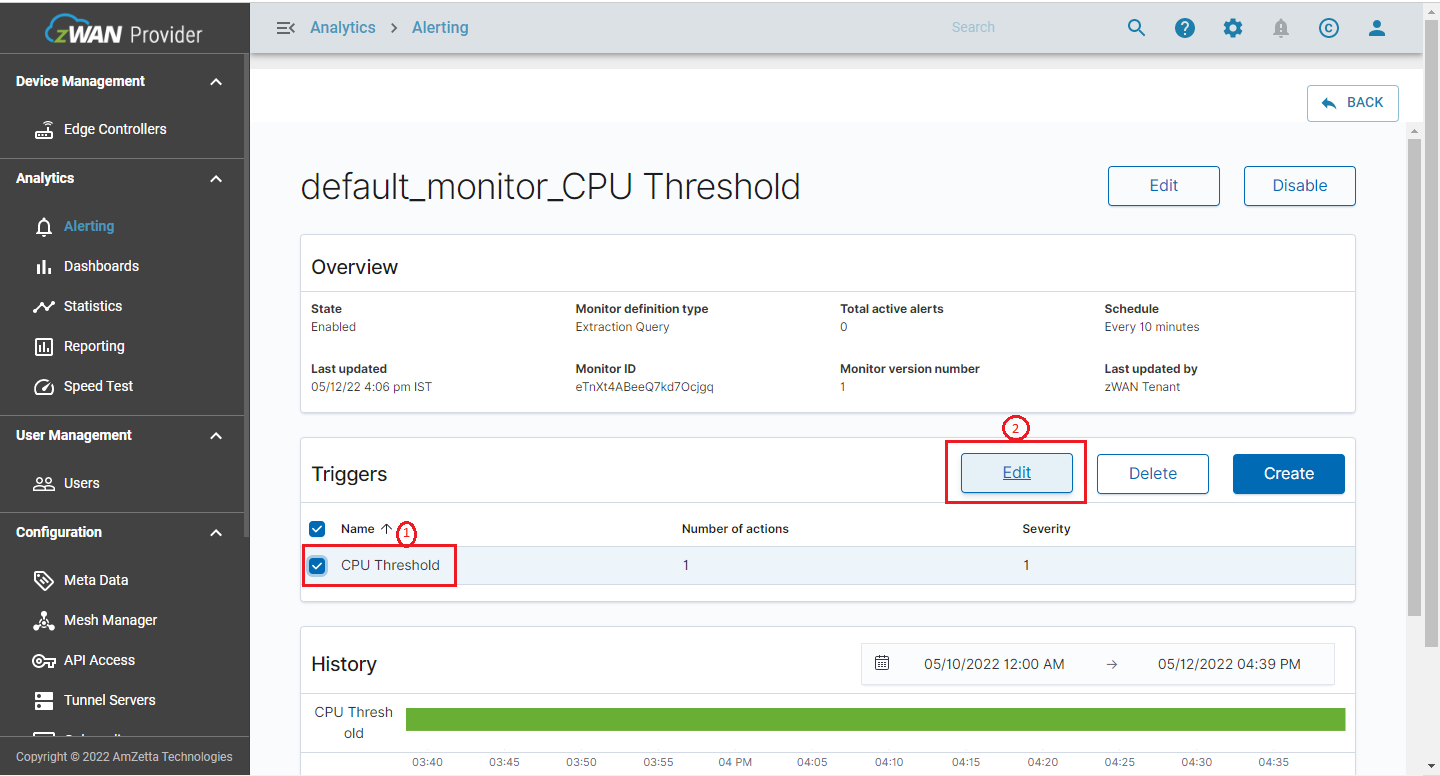 zWAN Provider
Analytics > Alerting
Search
Device Management
Edge Controllers
Analytics
Alerting
Dashboards
Statistics
Reporting
Speed Test
User Management
Users
Configuration
Meta Data
Mesh Manager
API Access
Tunnel Servers
Copyright © 2022 AmZetta Technologies
BACK
default_monitor_CPU Threshold
Edit
Disable
Overview
State
Enabled
Monitor definition type
Extraction Query
Total active alerts
0
Schedule
Every 10 minutes
Last updated
05/12/22 4:06 pm IST
Monitor ID
eTnXt4ABeeQ7kd7Ocjgq
Monitor version number
1
Last updated by
zWAN Tenant
2
Triggers
Edit
Delete
Create
Name ↑
1
Number of actions
Severity
CPU Threshold
1
1
History
05/10/2022 12:00 AM → 05/12/2022 04:39 PM
CPU Thresh
old
03:40 03:45 03:50 03:55 04 PM 04:05 04:10 04:15 04:20 04:25 04:30 04:35